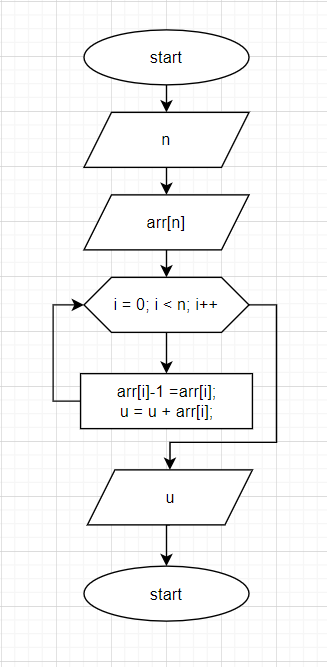 start
n
arr[n]
i = 0; i < n; i++
arr[i]-1 =arr[i];
u = u + arr[i];
u
start